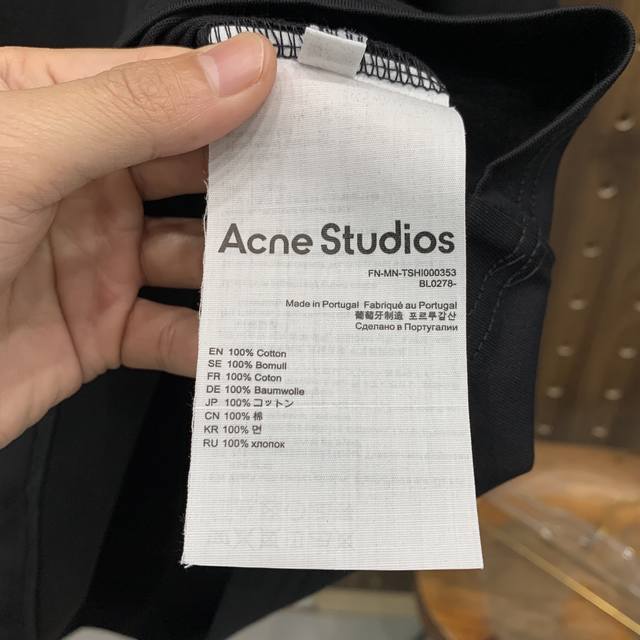 Acne Studios
FN-MN-TSHI000353
BL0278-
Made in Portugal Fabriqué au Portugal
葡萄牙制造 포르투갈산
Сделано в Португалии
EN 100% Cotton
SE 100% Bomull
FR 100% Coton
DE 100% Baumwolle
JP 100% コットン
CN 100% 棉
KR 100% 면
RU 100% хлопок